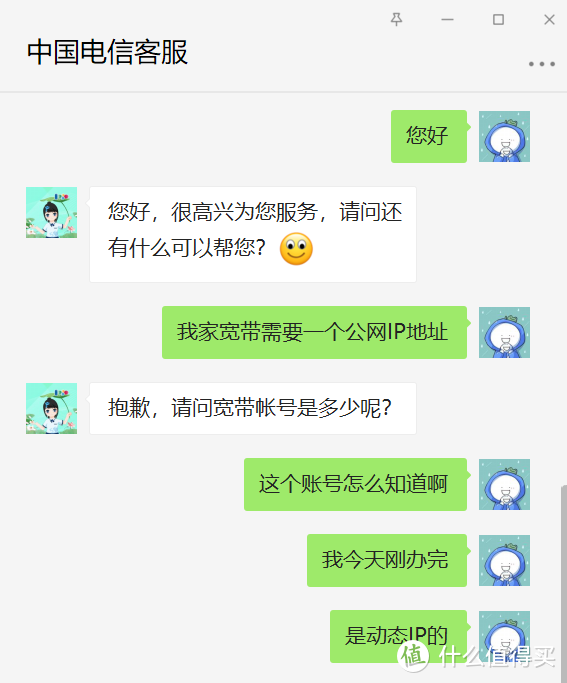 中国电信客服
您好
您好，很高兴为您服务，请问还
有什么可以帮您？
我家宽带需要一个公网IP地址
抱歉，请问宽带帐号是多少呢？
这个账号怎么知道啊
我今天刚办完
是动态IP的
值 什么值得买